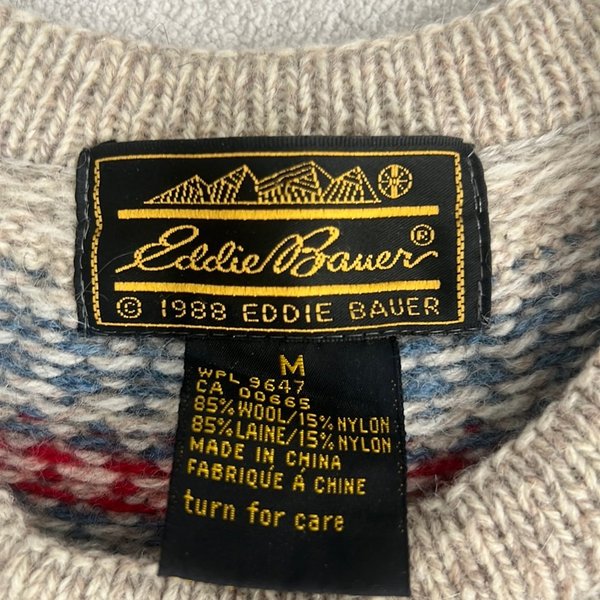 Eddie Bauer®
© 1988 EDDIE BAUER
M
WPL 9647
CA 00665
85% WOOL/15% NYLON
85% LAINE/15% NYLON
MADE IN CHINA
FABRIQUÉ À CHINE
turn for care